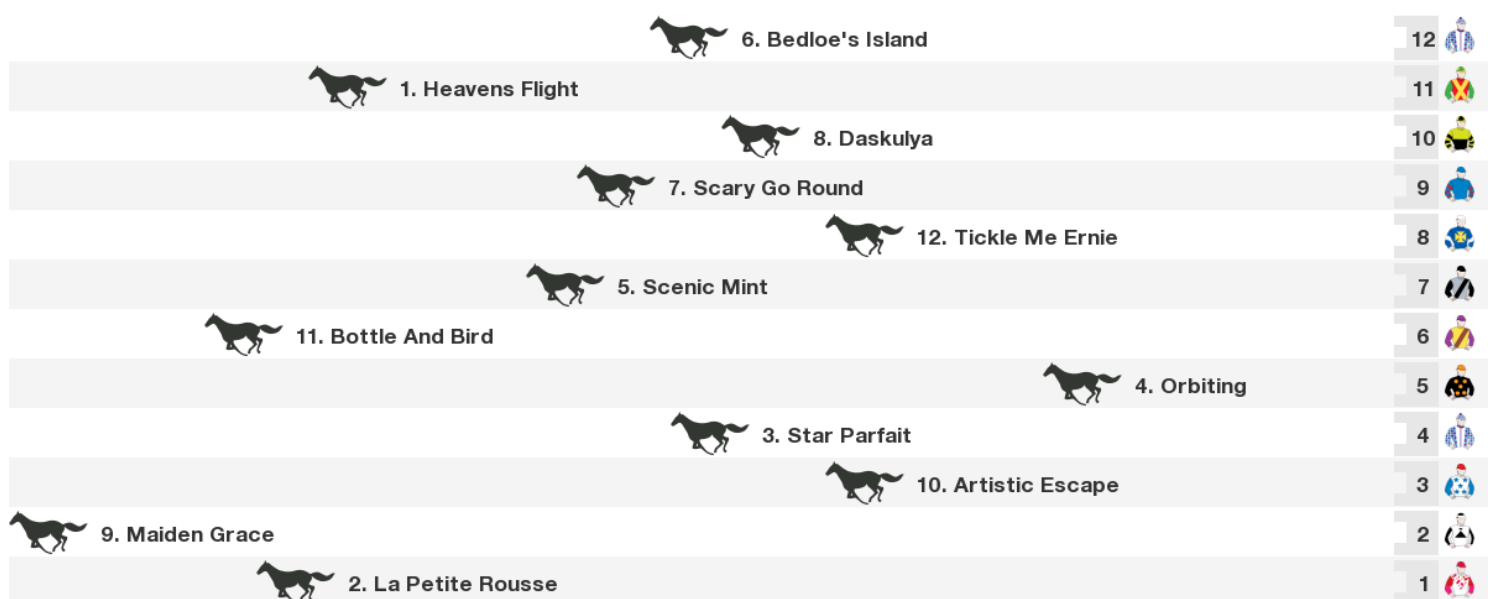 6. Bedloe's Island 12
1. Heavens Flight 11
8. Daskulya 10
7. Scary Go Round 9
12. Tickle Me Ernie 8
5. Scenic Mint 7
11. Bottle And Bird 6
4. Orbiting 5
3. Star Parfait 4
10. Artistic Escape 3
9. Maiden Grace 2
2. La Petite Rousse 1